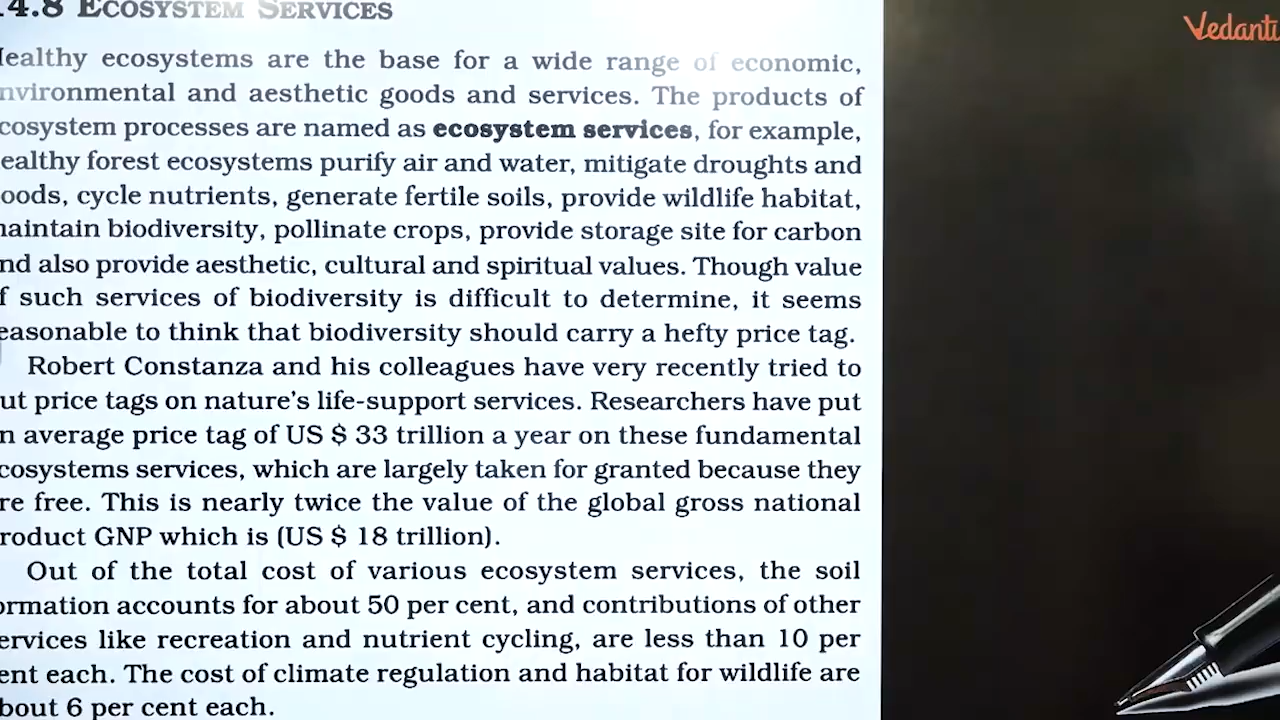 4.8 ECOSYSTEM SERVICES
Vedantu
ealthy ecosystems are the base for a wide range of economic,
nvironmental and aesthetic goods and services. The products of
cosystem processes are named as ecosystem services, for example,
ealthy forest ecosystems purify air and water, mitigate droughts and
oods, cycle nutrients, generate fertile soils, provide wildlife habitat,
aintain biodiversity, pollinate crops, provide storage site for carbon
nd also provide aesthetic, cultural and spiritual values. Though value
f such services of biodiversity is difficult to determine, it seems
easonable to think that biodiversity should carry a hefty price tag.
Robert Constanza and his colleagues have very recently tried to
ut price tags on nature's life-support services. Researchers have put
n average price tag of US $ 33 trillion a year on these fundamental
cosystems services, which are largely taken for granted because they
re free. This is nearly twice the value of the global gross national
roduct GNP which is (US $ 18 trillion).
Out of the total cost of various ecosystem services, the soil
ormation accounts for about 50 per cent, and contributions of other
ervices like recreation and nutrient cycling, are less than 10 per
ent each. The cost of climate regulation and habitat for wildlife are
bout 6 per cent each.